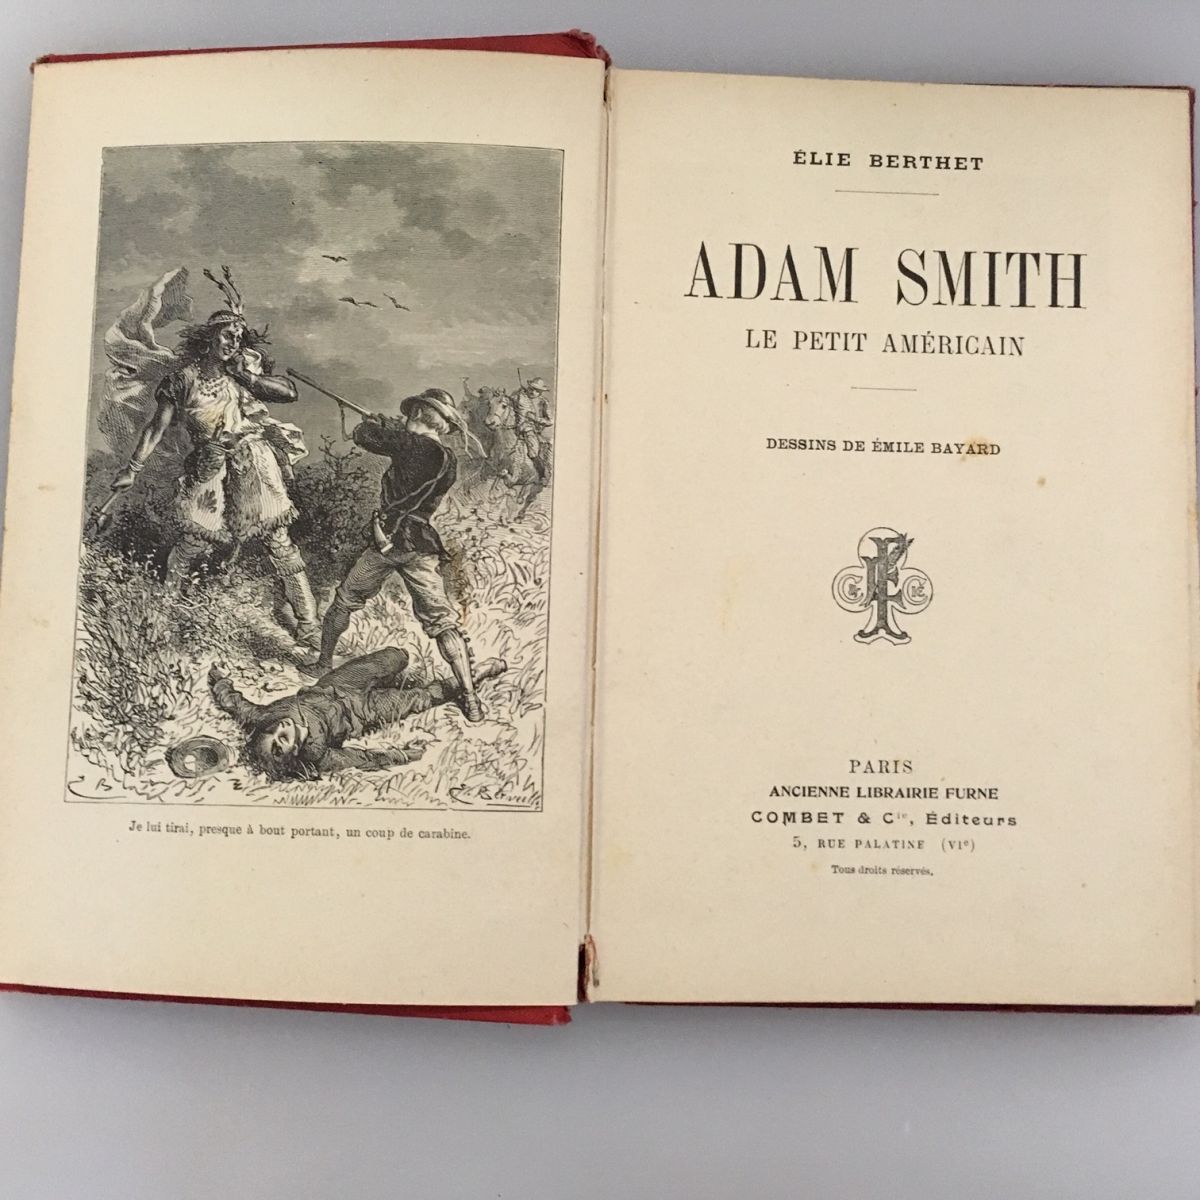 Je lui tirai, presque à bout portant, un coup de carabine.
ÉLIE BERTHET
ADAM SMITH
LE PETIT AMÉRICAIN
DESSINS DE ÉMILE BAYARD
PARIS
ANCIENNE LIBRAIRIE FURNE
COMBET & Cie, Éditeurs
5, RUE PALATINE (VIe)
Tous droits réservés.